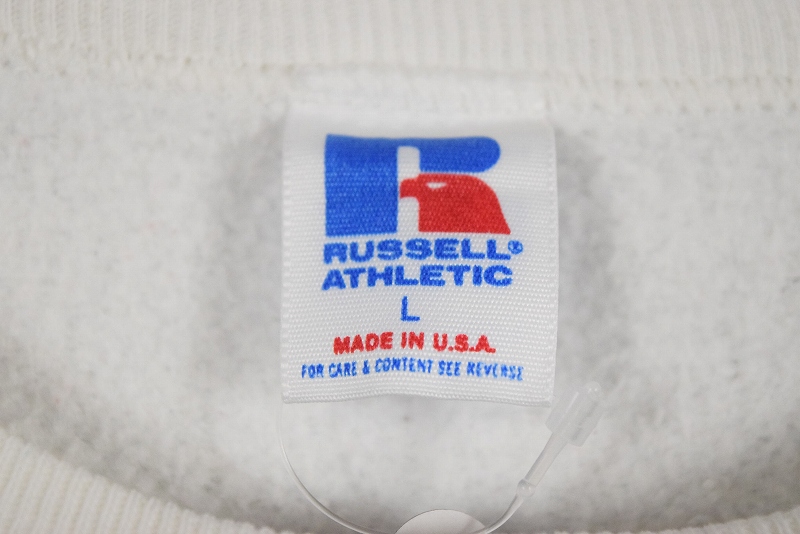 RUSSELL®
ATHLETIC
L
MADE IN U.S.A.
FOR CARE & CONTENT SEE REVERSE